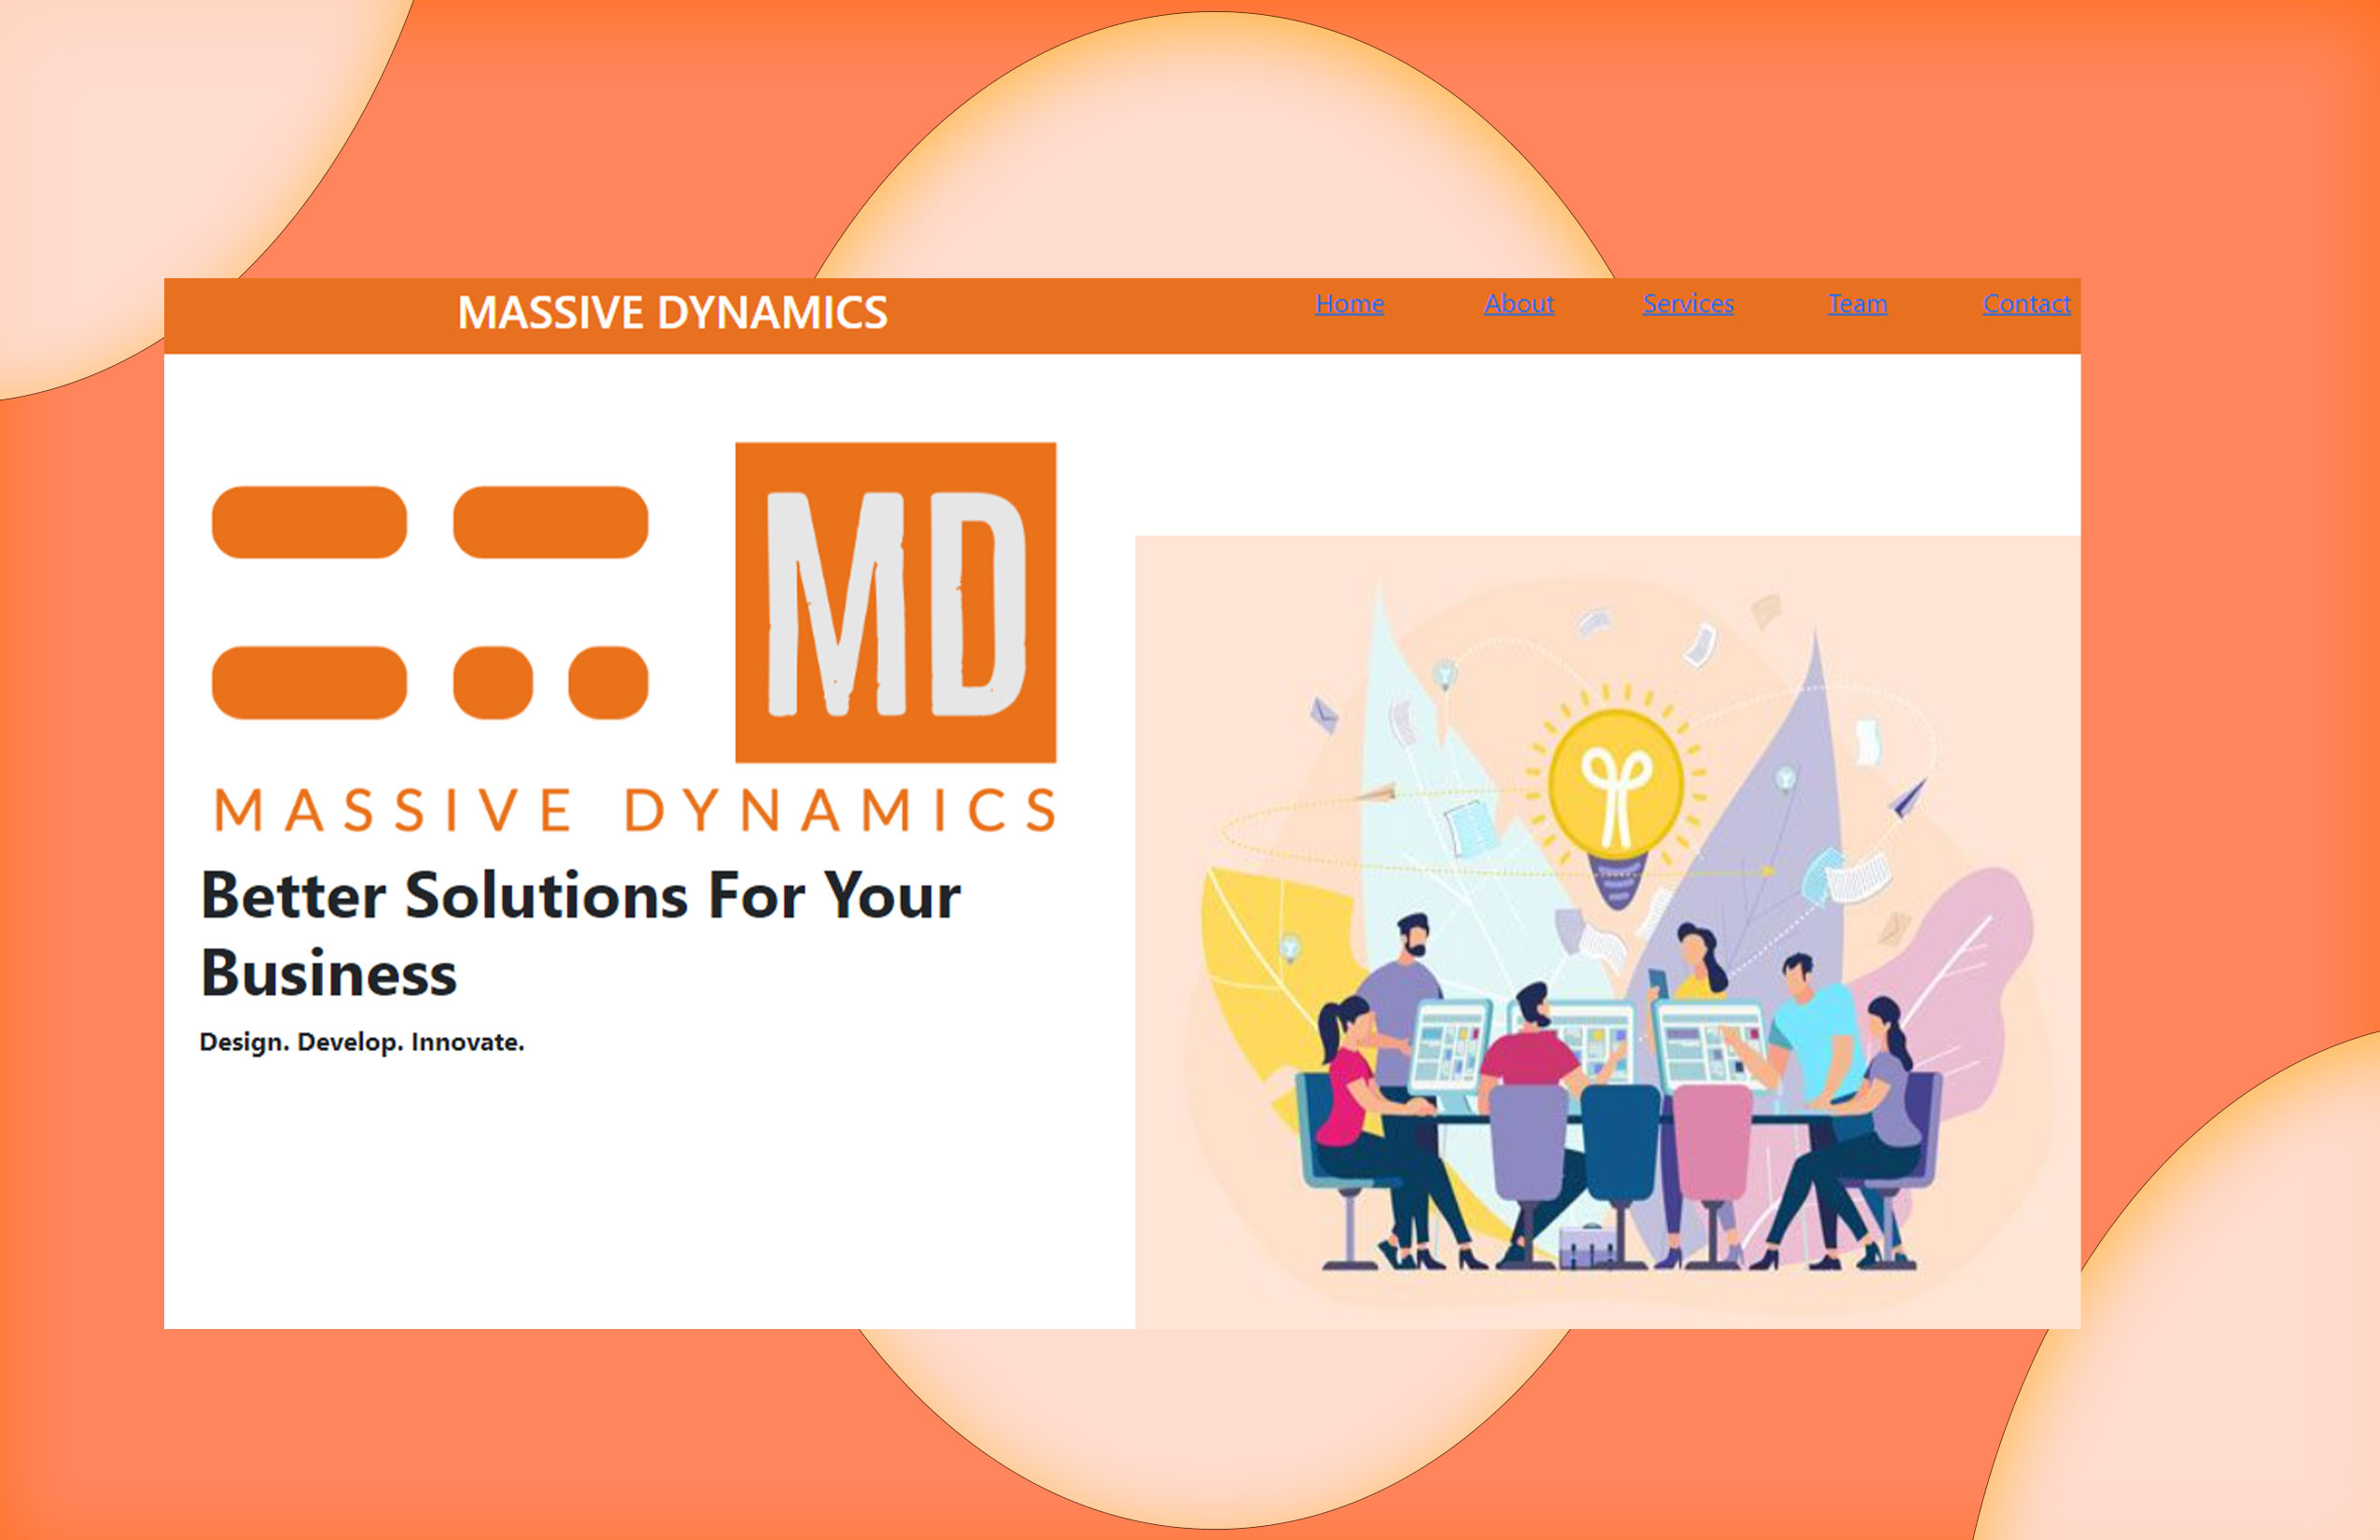 MASSIVE DYNAMICS
Home About Services Team Contact
MD
MASSIVE DYNAMICS
Better Solutions For Your
Business
Design. Develop. Innovate.